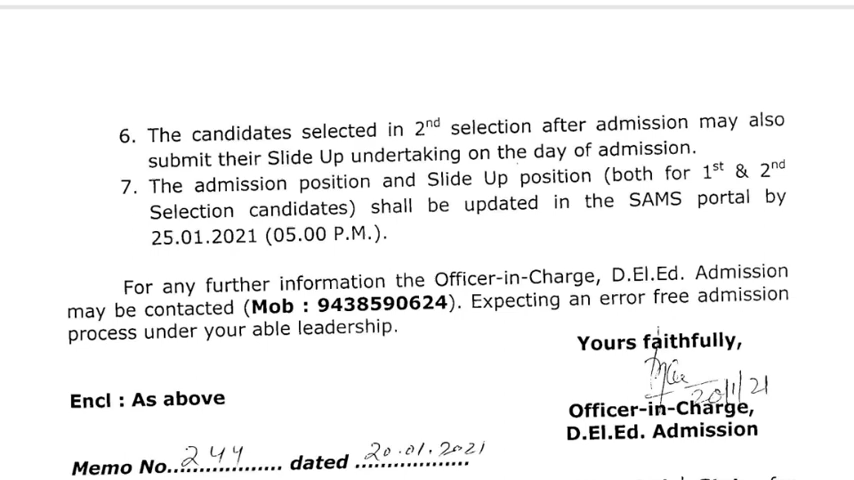 6. The candidates selected in 2nd selection after admission may also
submit their Slide Up undertaking on the day of admission.
7. The admission position and Slide Up position (both for 1st & 2nd
Selection candidates) shall be updated in the SAMS portal by
25.01.2021 (05.00 P.M.).
For any further information the Officer-in-Charge, D.El.Ed. Admission
may be contacted (Mob : 9438590624). Expecting an error free admission
process under your able leadership.
Yours faithfully,
20/1/21
Encl : As above
Officer-in-Charge,
D.El.Ed. Admission
Memo No..244................ dated 20.01.2021